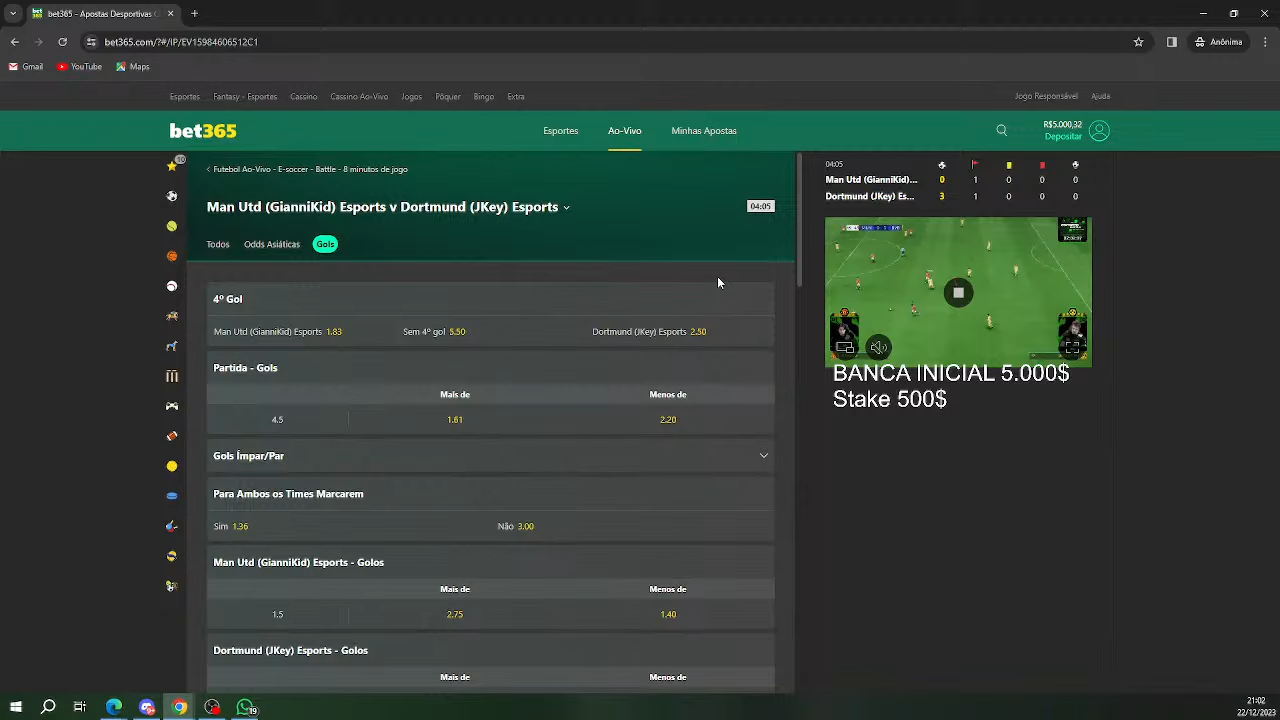 bet365 - Apostas Desportivas
bet365.com/?#/IP/EV15984606512C1
Anônima
Gmail
YouTube
Maps
Esportes
Fantasy - Esportes
Cassino
Cassino Ao-Vivo
Jogos
Pôquer
Bingo
Extra
Jogo Responsável
Ajuda
bet365
Esportes
Ao-Vivo
Minhas Apostas
R$5.000,32
Depositar
10
Futebol Ao-Vivo - E-soccer - Battle - 8 minutos de jogo
Man Utd (GianniKid) Esports v Dortmund (JKey) Esports
04:05
Todos
Odds Asiáticas
Gols
4º Gol
Man Utd (GianniKid) Esports 1.83
Sem 4º gol 5.50
Dortmund (JKey) Esports 2.50
Partida - Gols
Mais de Menos de
4.5 1.61 2.20
Gols Ímpar/Par
Para Ambos os Times Marcarem
Sim 1.36
Não 3.00
Man Utd (GianniKid) Esports - Golos
Mais de Menos de
1.5 2.75 1.40
Dortmund (JKey) Esports - Golos
Mais de Menos de
04:05
Man Utd (GianniKid)... 0 1 0 0 0
Dortmund (JKey) Es... 3 1 0 0 0
BANCA INICIAL 5.000$
Stake 500$
21:02
22/12/2023